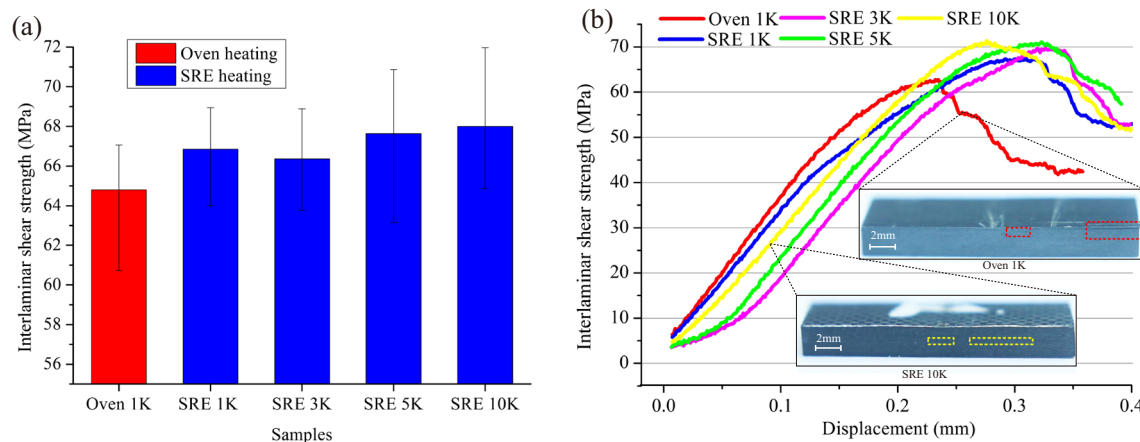 (a)
Oven heating
SRE heating
Interlaminar shear strength (MPa)
74
72
70
68
66
64
62
60
58
56
Oven 1K SRE 1K SRE 3K SRE 5K SRE 10K
Samples
(b)
Oven 1K SRE 3K SRE 10K
SRE 1K SRE 5K
Interlaminar shear strength (MPa)
70
60
50
40
30
20
10
0
2mm
Oven 1K
2mm
SRE 10K
0.0 0.1 0.2 0.3 0.4
Displacement (mm)